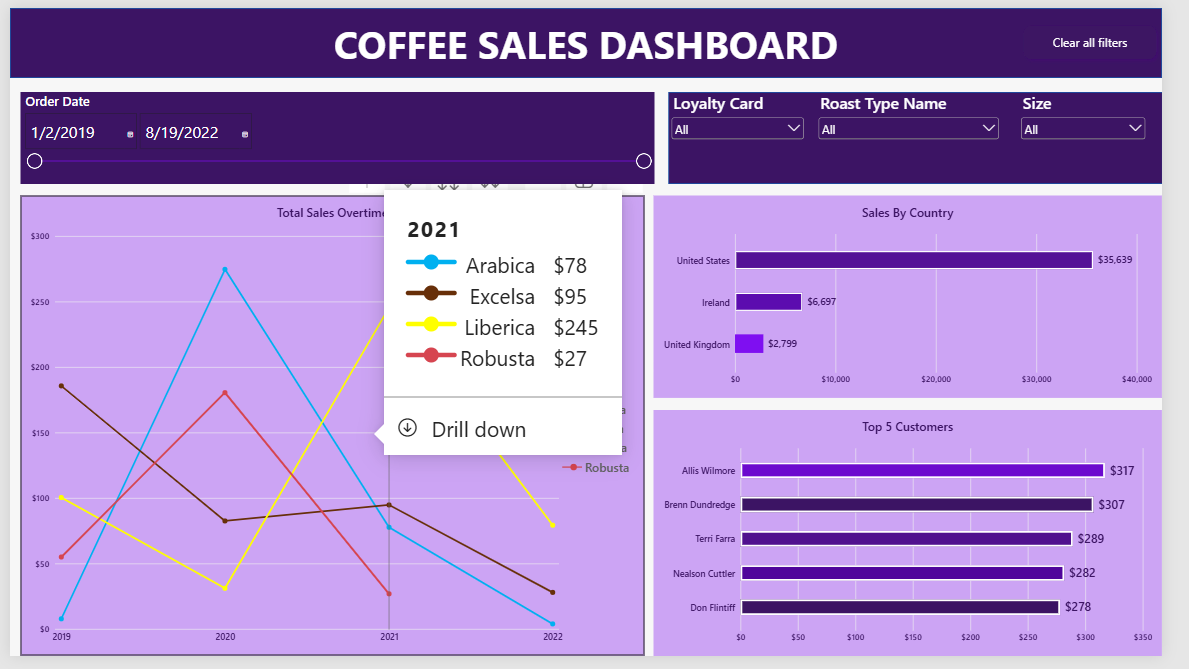 COFFEE SALES DASHBOARD
Clear all filters
Order Date
1/2/2019 8/19/2022
Loyalty Card Roast Type Name Size
All All All
Total Sales Overtime
$300
$250
$200
$150
$100
$50
$0
2019 2020 2021 2022
2021
Arabica $78
Excelsa $95
Liberica $245
Robusta $27
Drill down
Robusta
Sales By Country
United States $35,639
Ireland $6,697
United Kingdom $2,799
$0 $10,000 $20,000 $30,000 $40,000
Top 5 Customers
Allis Wilmore $317
Brenn Dundredge $307
Terri Farra $289
Nealson Cuttler $282
Don Flintiff $278
$0 $50 $100 $150 $200 $250 $300 $350